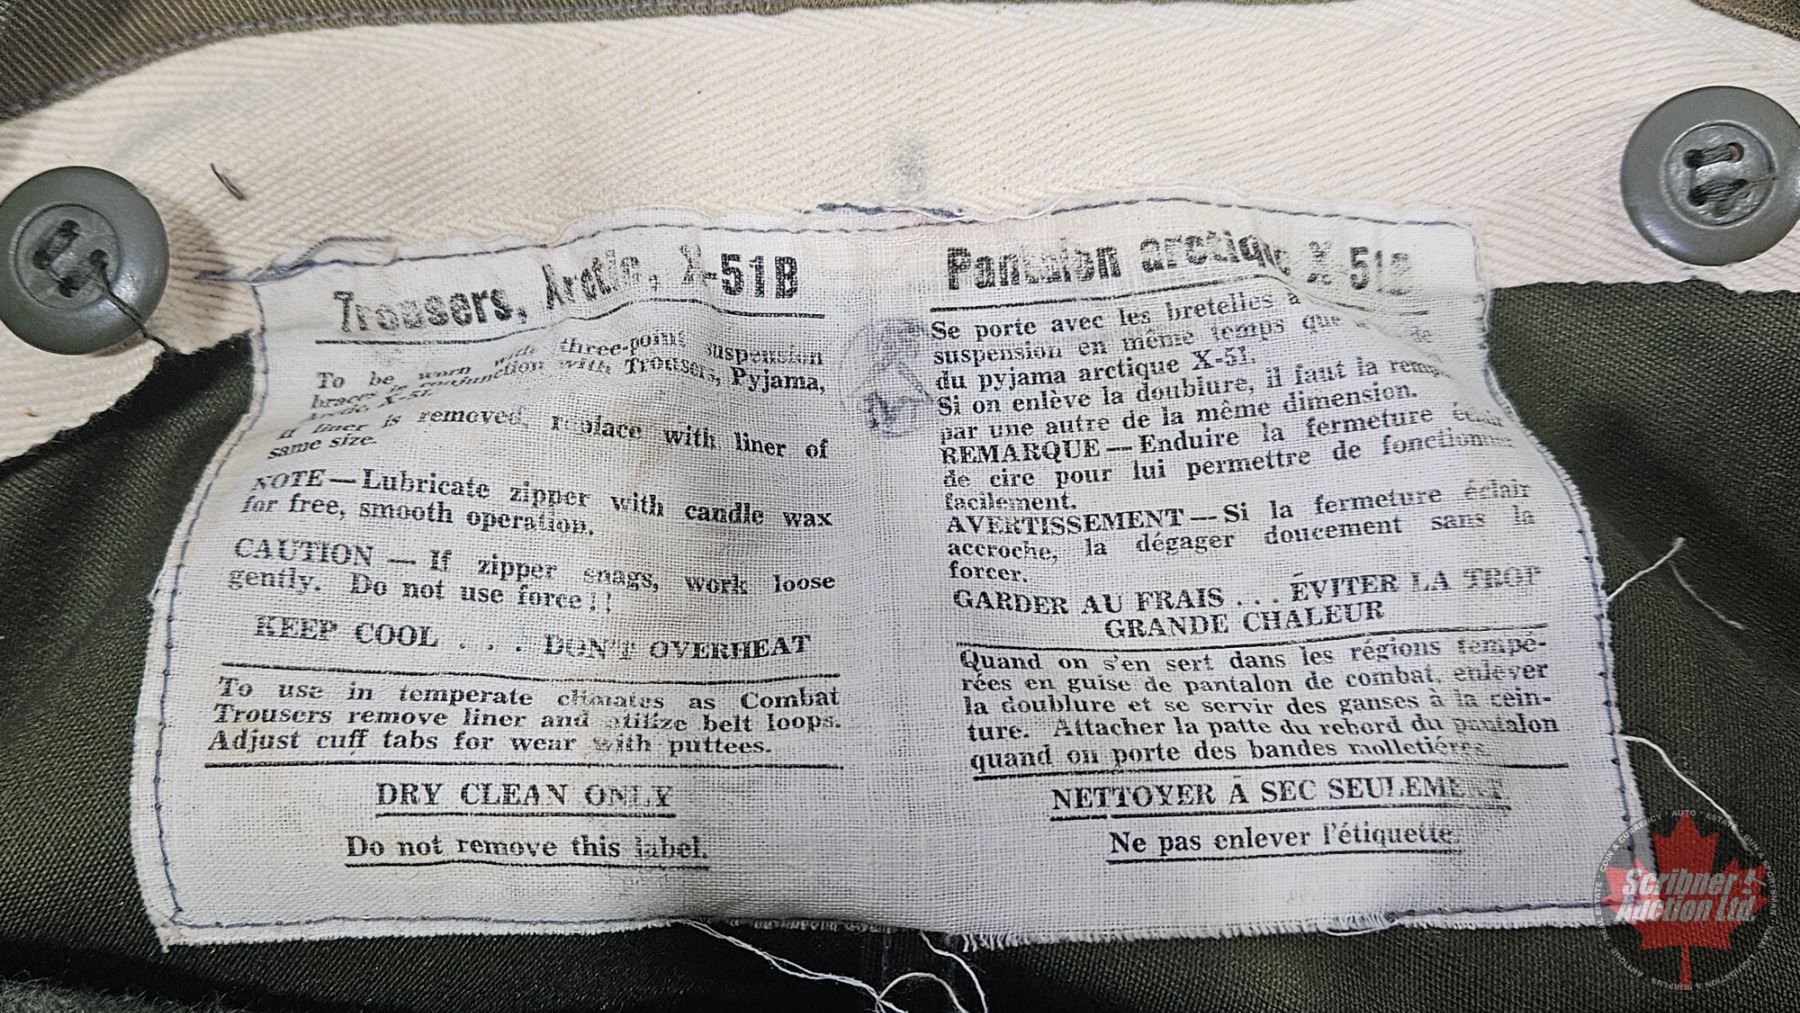 Trousers, Arctic, X-51B
To be worn with three-point suspension
braces in conjunction with Trousers, Pyjama,
Arctic X-51.
If liner is removed, replace with liner of
same size.
NOTE — Lubricate zipper with candle wax
for free, smooth operation.
CAUTION — If zipper snags, work loose
gently. Do not use force!!
KEEP COOL . . . DON'T OVERHEAT
To use in temperate climates as Combat
Trousers remove liner and utilize belt loops.
Adjust cuff tabs for wear with puttees.
DRY CLEAN ONLY
Do not remove this label.
Pantalon arctique X-51B
Se porte avec les bretelles à
suspension en même temps que de
du pyjama arctique X-51.
Si on enlève la doublure, il faut la
par une autre de la même dimension.
REMARQUE — Enduire la fermeture éclair
de cire pour lui permettre de
facilement.
AVERTISSEMENT — Si la fermeture éclair
accroche, la dégager doucement sans la
forcer.
GARDER AU FRAIS . . . ÉVITER LA TROP
GRANDE CHALEUR
Quand on s'en sert dans les régions tempé-
rées en guise de pantalon de combat, enlever
la doublure et se servir des ganses à la cein-
ture. Attacher la patte du rebord du pantalon
quand on porte des bandes molletiéres.
NETTOYER À SEC SEULEMENT
Ne pas enlever l'étiquette.
Scribner
Auction Ltd.